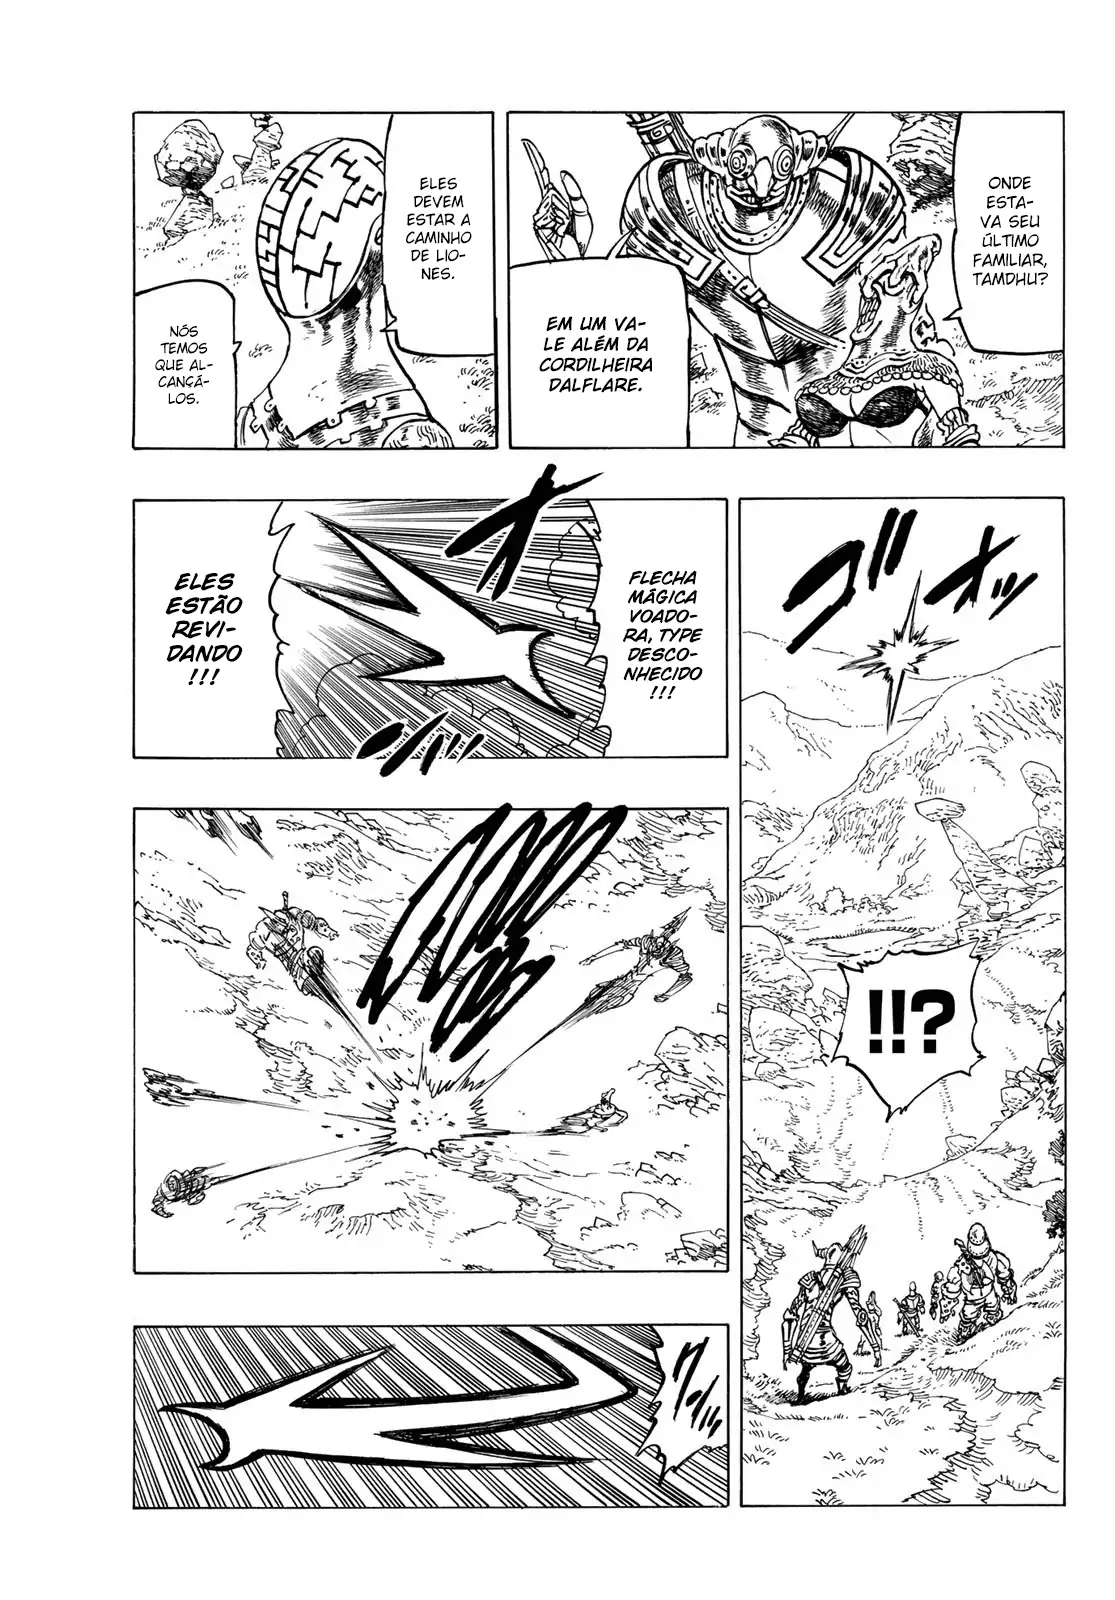 ONDE
ESTA-
VA SEU
ÚLTIMO
FAMILIAR,
TAMDHU?
EM UM VA-
LE ALÉM DA
CORDILHEIRA
DALFLARE.
ELES
DEVEM
ESTAR A
CAMINHO
DE LIO-
NES.
NÓS
TEMOS
QUE AL-
CANÇÁ-
LOS.
!!?
FLECHA
MÁGICA
VOADO-
RA, TYPE
DESCO-
NHECIDO
!!!
ELES
ESTÃO
REVI-
DANDO
!!!